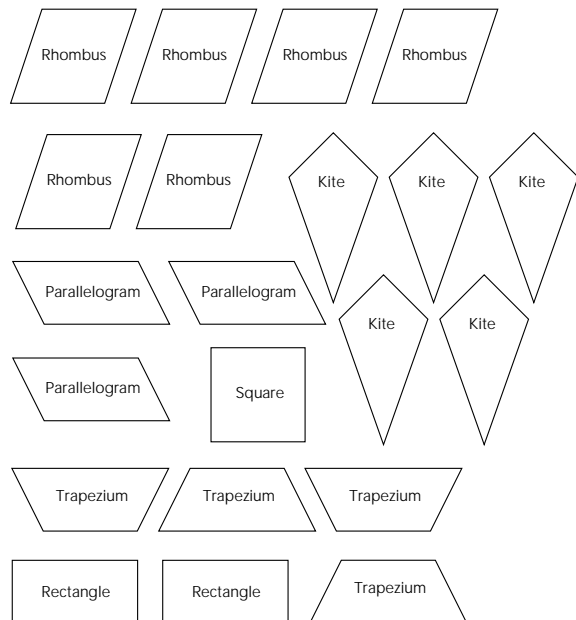 Rhombus Rhombus Rhombus Rhombus
Rhombus Rhombus Kite Kite Kite
Parallelogram Parallelogram
Kite Kite
Parallelogram
Square
Trapezium Trapezium Trapezium
Rectangle Rectangle Trapezium